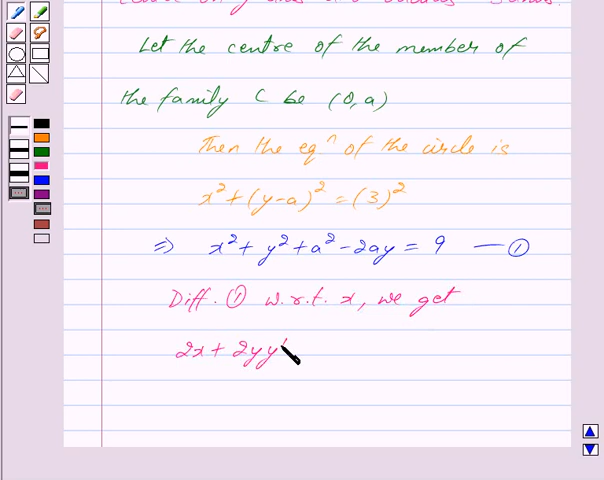 Let the centre of the member of
the family C be (0,a)
Then the eqⁿ of the circle is
x² + (y-a)² = (3)²
⇒ x² + y² + a² - 2ay = 9 — ①
Diff. ① w.r.t. x, we get
2x + 2yy'